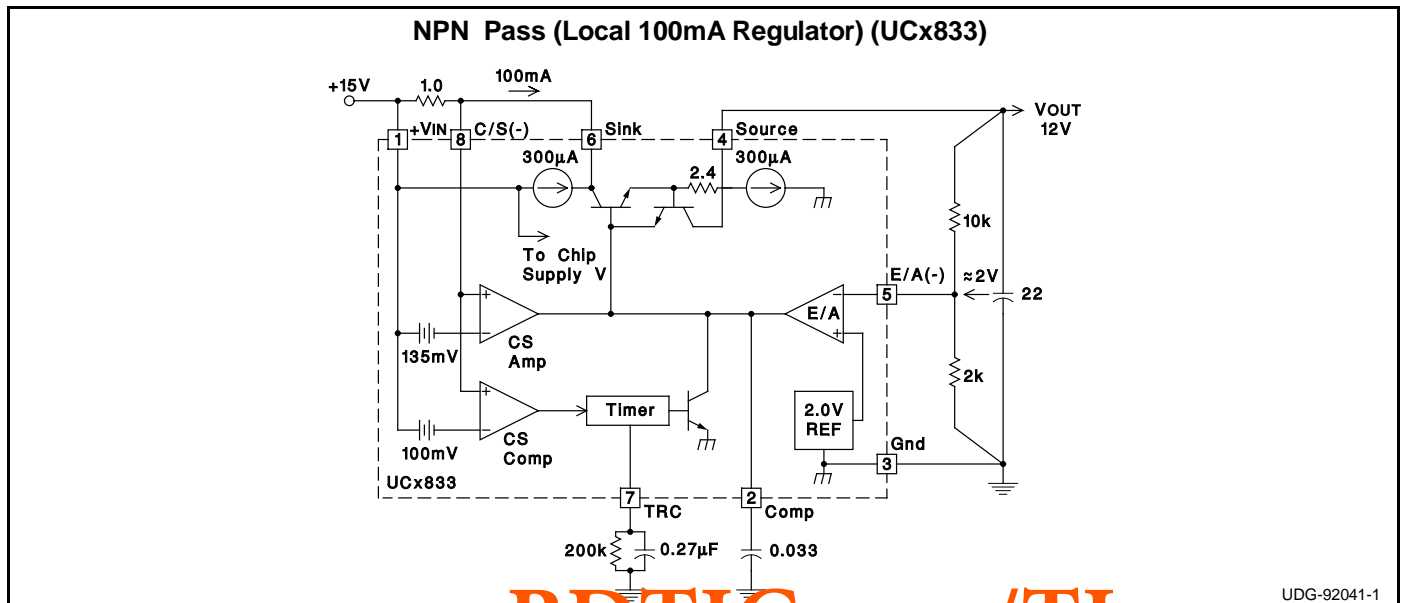 NPN Pass (Local 100mA Regulator) (UCx833)
+15V
1.0
100mA
1
+VIN
8
C/S(-)
6
Sink
4
Source
VOUT
12V
300µA
2.4
300µA
10k
To Chip
Supply V
E/A(-)
≈2V
5
22
+
−
E/A
−
+
CS
Amp
135mV
2k
+
−
Timer
2.0V
REF
CS
Comp
100mV
Gnd
3
UCx833
7
TRC
2
Comp
200k
0.27µF
0.033
UDG-92041-1